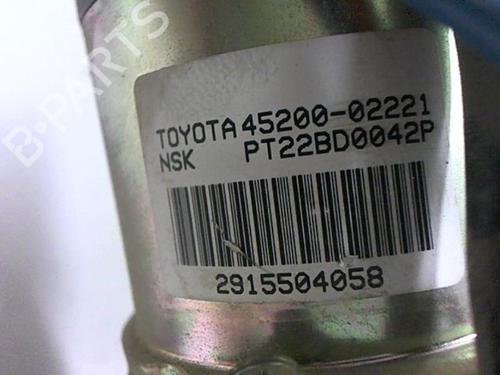 B-PARTS
TOYOTA 45200-02221
NSK PT22BD0042P
2915504058